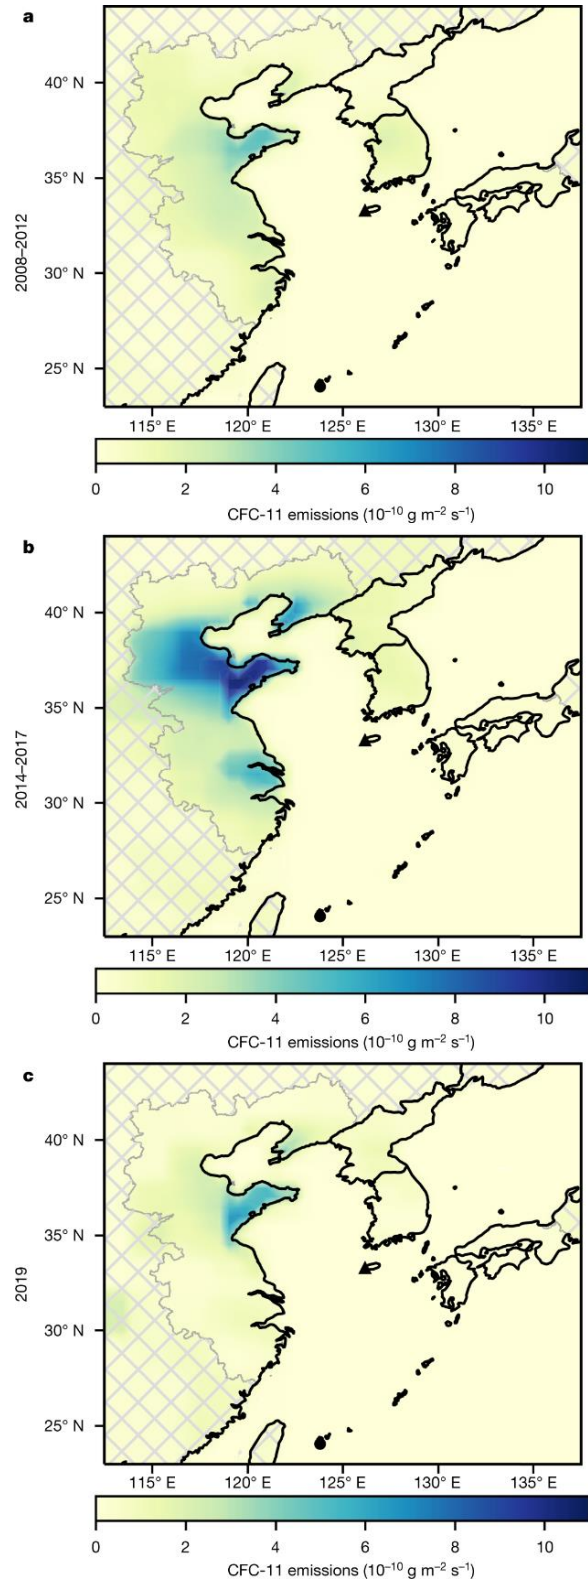 a
40° N
35° N
30° N
25° N
2008–2012
115° E 120° E 125° E 130° E 135° E
0 2 4 6 8 10
CFC-11 emissions (10⁻¹⁰ g m⁻² s⁻¹)
b
40° N
35° N
30° N
25° N
2014–2017
115° E 120° E 125° E 130° E 135° E
0 2 4 6 8 10
CFC-11 emissions (10⁻¹⁰ g m⁻² s⁻¹)
c
40° N
35° N
30° N
25° N
2019
115° E 120° E 125° E 130° E 135° E
0 2 4 6 8 10
CFC-11 emissions (10⁻¹⁰ g m⁻² s⁻¹)